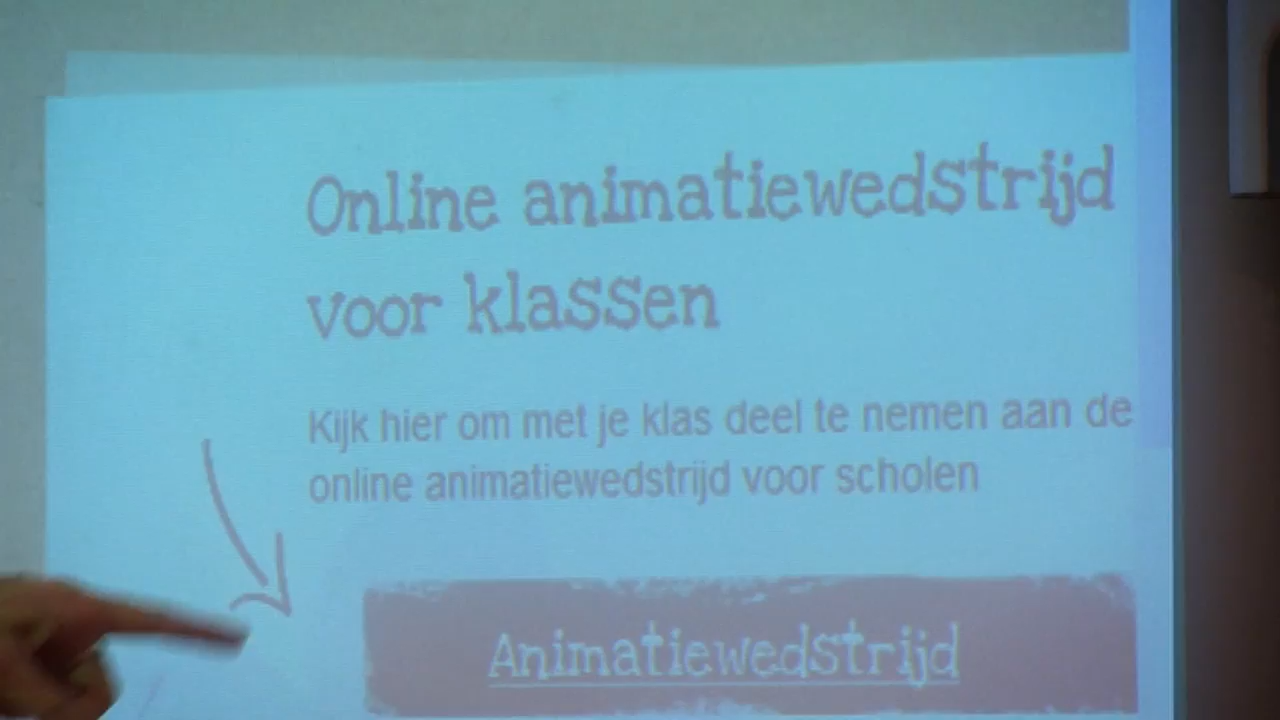 Online animatiewedstrijd
voor klassen
Kijk hier om met je klas deel te nemen aan de
online animatiewedstrijd voor scholen
Animatiewedstrijd